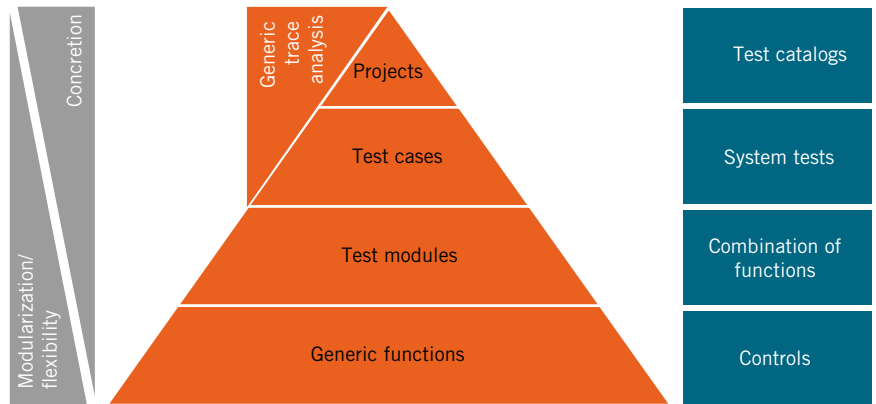 Concretion
Modularization/
flexibility
Generic
trace
analysis
Projects
Test cases
Test modules
Generic functions
Test catalogs
System tests
Combination of
functions
Controls